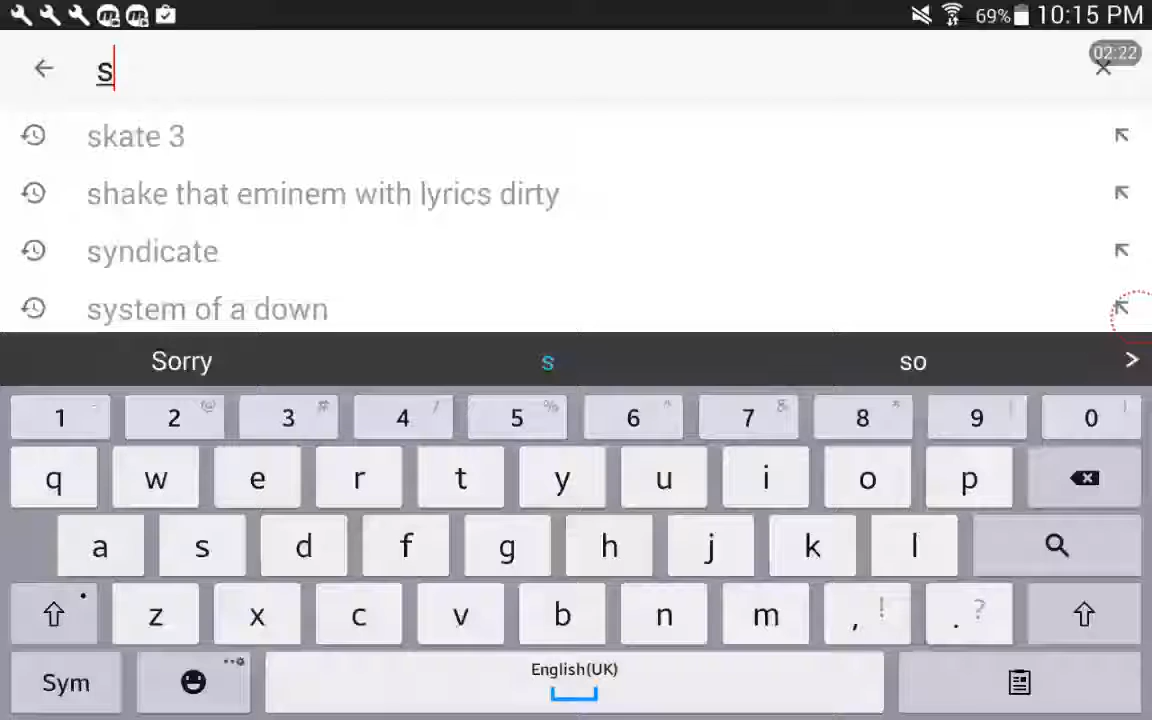 69% 10:15 PM
s
02:22
skate 3
shake that eminem with lyrics dirty
syndicate
system of a down
Sorry s so >
1 2 @ 3 # 4 / 5 % 6 ^ 7 & 8 * 9 ( 0 )
q w e r t y u i o p
a s d f g h j k l
z x c v b n m , ! . ?
Sym English(UK)